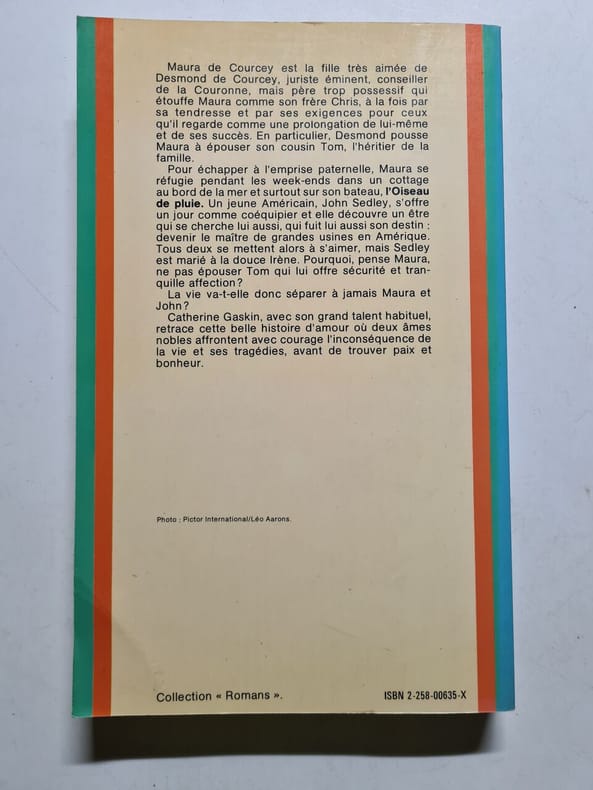 Maura de Courcey est la fille très aimée de
Desmond de Courcey, juriste éminent, conseiller
de la Couronne, mais père trop possessif qui
étouffe Maura comme son frère Chris, à la fois par
sa tendresse et par ses exigences pour ceux
qu'il regarde comme une prolongation de lui-même
et de ses succès. En particulier, Desmond pousse
Maura à épouser son cousin Tom, l'héritier de la
famille.
Pour échapper à l'emprise paternelle, Maura se
réfugie pendant les week-ends dans un cottage
au bord de la mer et surtout sur son bateau, l'Oiseau
de pluie. Un jeune Américain, John Sedley, s'offre
un jour comme coéquipier et elle découvre un être
qui se cherche lui aussi, qui fuit lui aussi son destin :
devenir le maître de grandes usines en Amérique.
Tous deux se mettent alors à s'aimer, mais Sedley
est marié à la douce Irène. Pourquoi, pense Maura,
ne pas épouser Tom qui lui offre sécurité et tran-
quille affection ?
La vie va-t-elle donc séparer à jamais Maura et
John ?
Catherine Gaskin, avec son grand talent habituel,
retrace cette belle histoire d'amour où deux âmes
nobles affrontent avec courage l'inconséquence de
la vie et ses tragédies, avant de trouver paix et
bonheur.
Photo : Pictor International/Léo Aarons.
Collection « Romans ».
ISBN 2-258-00635-X